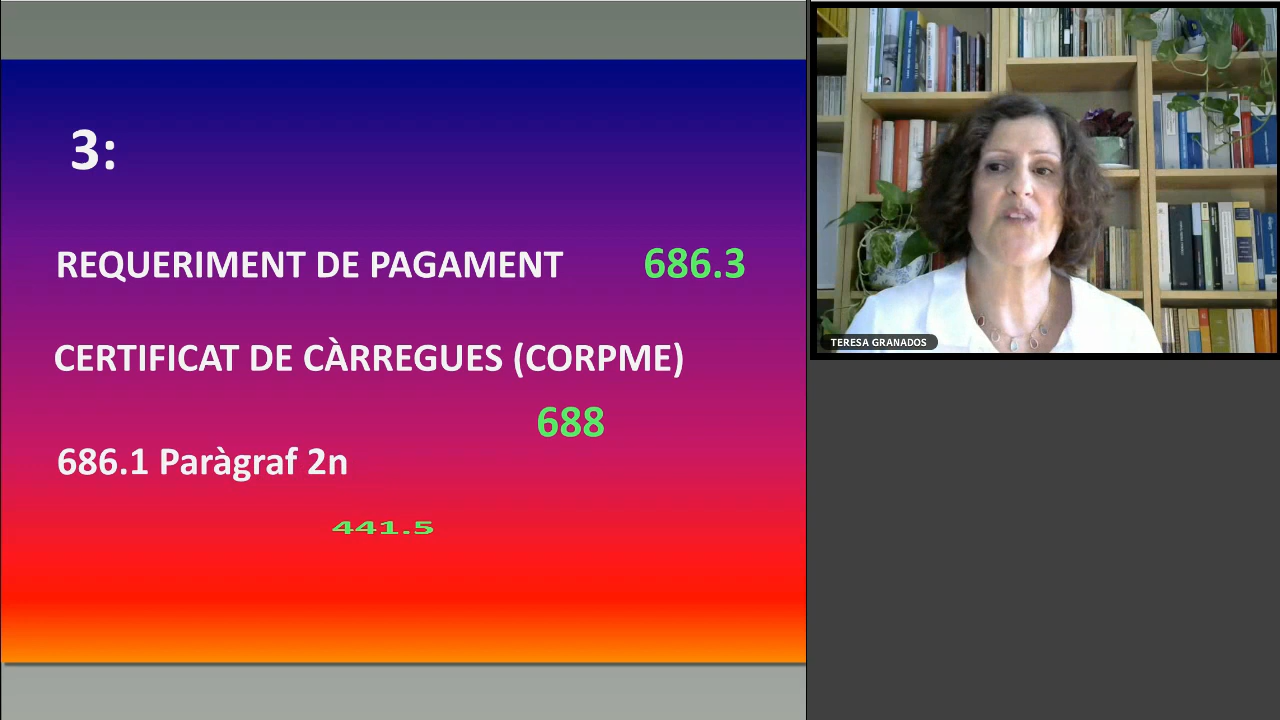 3:
REQUERIMENT DE PAGAMENT 686.3
CERTIFICAT DE CÀRREGUES (CORPME)
688
686.1 Paràgraf 2n
441.5
TERESA GRANADOS